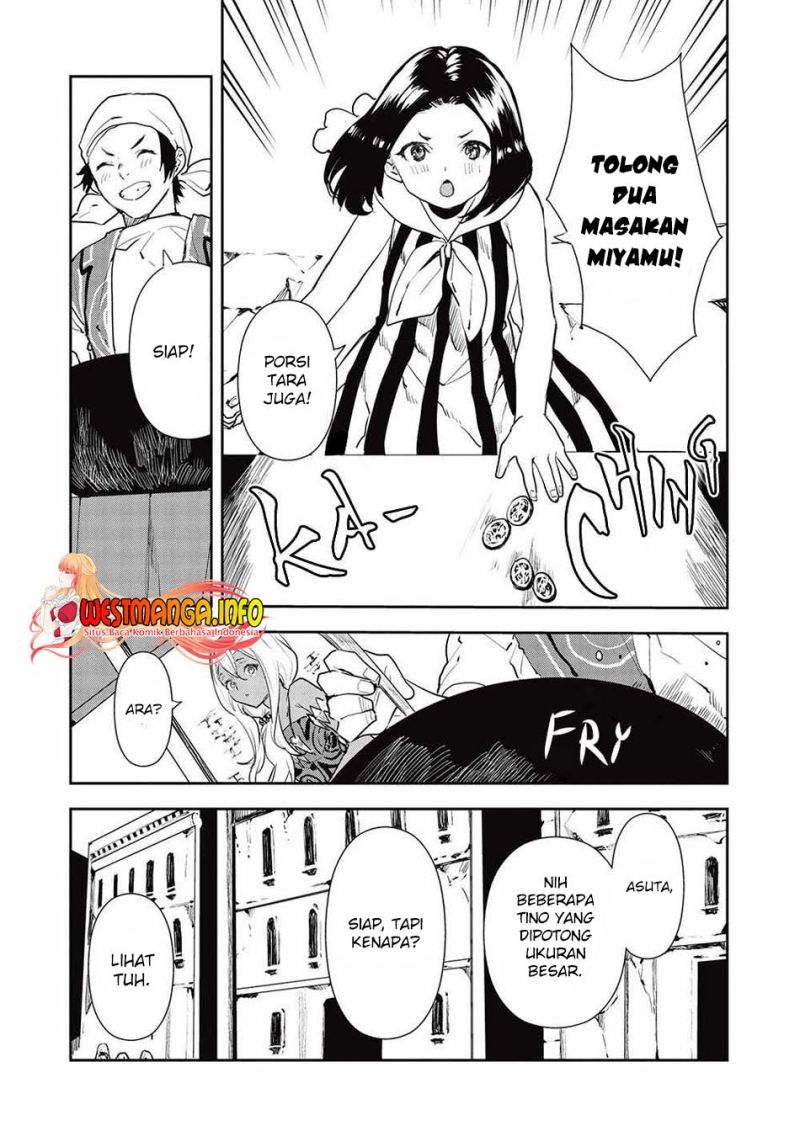 TOLONG
DUA
MASAKAN
MIYAMU!
PORSI
TARA
JUGA!
SIAP!
KA-
CHING
WESTMANGA.INFO
Situs Baca Komik Berbahasa Indonesia
ARA?
FRY
ASUTA,
NIH
BEBERAPA
TINO YANG
DIPOTONG
UKURAN
BESAR.
SIAP, TAPI
KENAPA?
LIHAT
TUH.